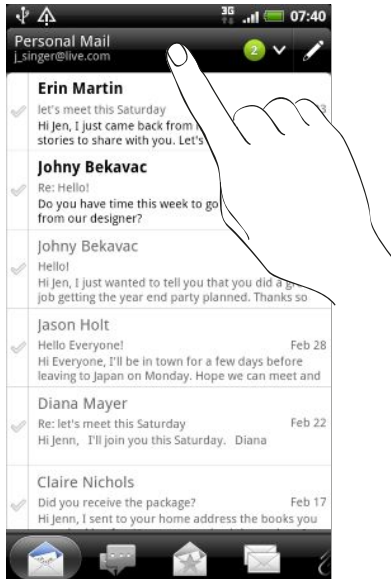 3G 07:40
Personal Mail
j_singer@live.com
2
Erin Martin
let's meet this Saturday
Hi Jen, I just came back from
stories to share with you. Let's
Johny Bekavac
Re: Hello!
Do you have time this week to go
from our designer?
Johny Bekavac
Hello!
Hi Jen, I just wanted to tell you that you did a
job getting the year end party planned. Thanks so
Jason Holt
Hello Everyone! Feb 28
Hi Everyone, I'll be in town for a few days before
leaving to Japan on Monday. Hope we can meet and
Diana Mayer
Re: let's meet this Saturday Feb 22
Hi Jenn, I'll join you this Saturday. Diana
Claire Nichols
Did you receive the package? Feb 17
Hi Jenn, I sent to your home address the books you